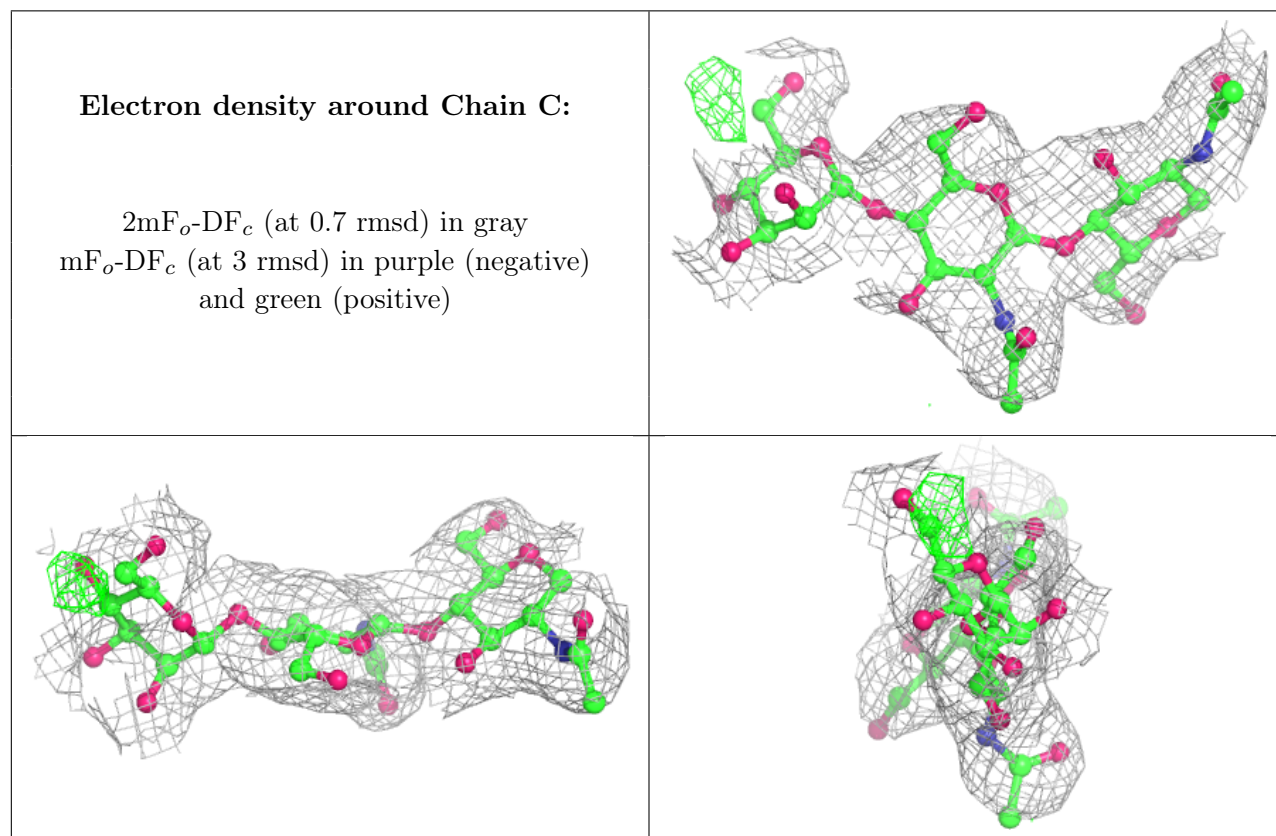 Electron density around Chain C:
2mFo-DFc (at 0.7 rmsd) in gray
mFo-DFc (at 3 rmsd) in purple (negative)
and green (positive)